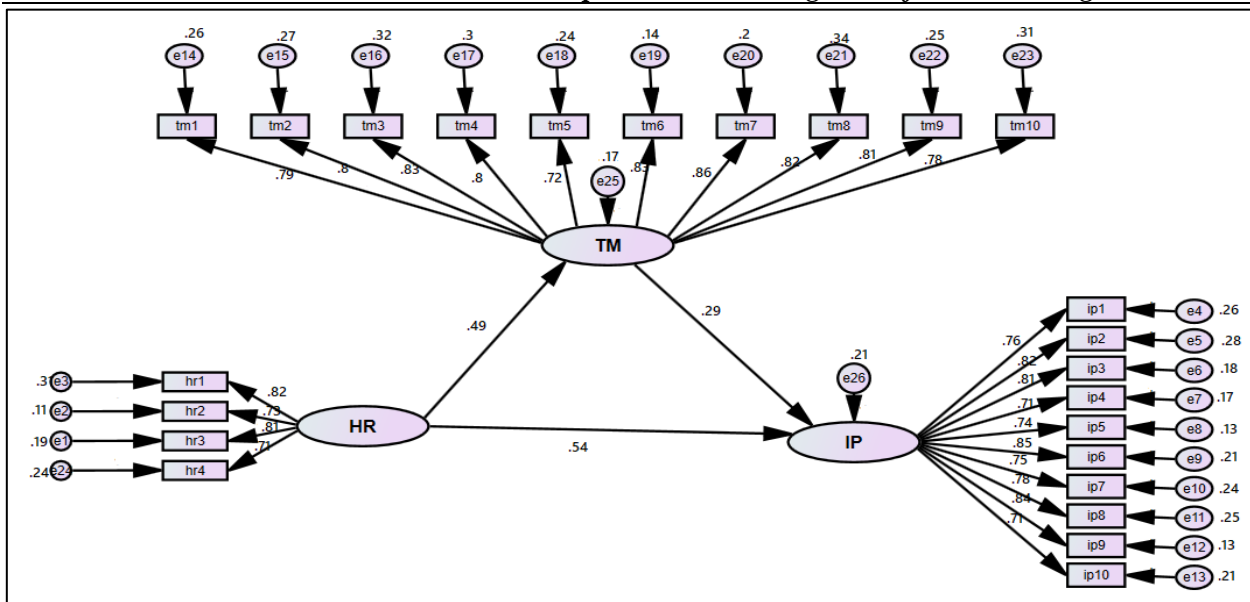 .26 .27 .32 .3 .24 .14 .2 .34 .25 .31
e14 e15 e16 e17 e18 e19 e20 e21 e22 e23
tm1 tm2 tm3 tm4 tm5 tm6 tm7 tm8 tm9 tm10
.79 .8 .83 .8 .72 .83 .86 .82 .81 .78
.17
e25
TM
.49
.29
.21
e26
HR
.54
IP
.37 e3 hr1 .82
.11 e2 hr2 .73
.19 e1 hr3 .81
.24 e24 hr4 .71
.76 ip1 e4 .26
.82 ip2 e5 .28
.81 ip3 e6 .18
.71 ip4 e7 .17
.74 ip5 e8 .13
.85 ip6 e9 .21
.75 ip7 e10 .24
.78 ip8 e11 .25
.84 ip9 e12 .13
.71 ip10 e13 .21